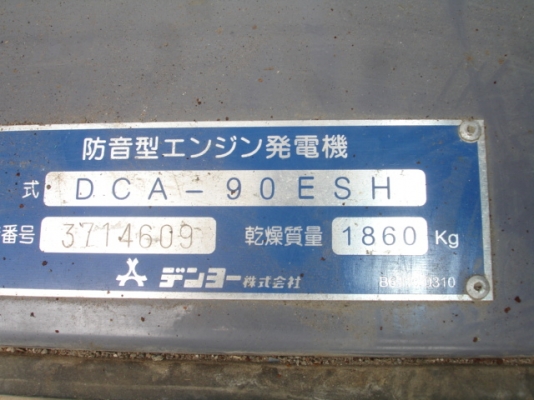 防音型エンジン発電機
式 DCA-90ESH
番号 3714609 乾燥質量 1860 Kg
デンヨー株式会社